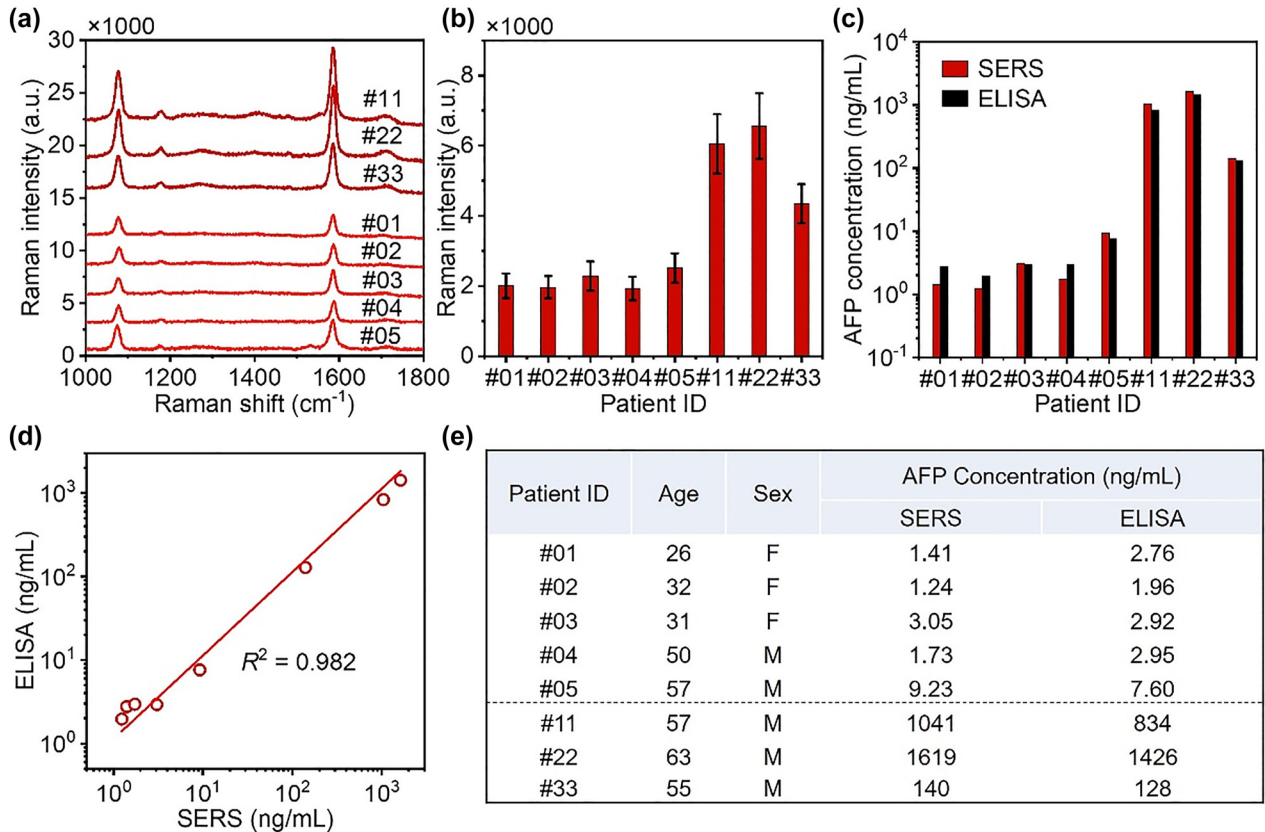 (a)
×1000
30
25
20
15
10
5
0
Raman intensity (a.u.)
#11
#22
#33
#01
#02
#03
#04
#05
1000 1200 1400 1600 1800
Raman shift (cm⁻¹)
(b)
×1000
8
6
4
2
0
Raman intensity (a.u.)
#01 #02 #03 #04 #05 #11 #22 #33
Patient ID
(c)
10⁴
10³
10²
10¹
10⁰
10⁻¹
AFP concentration (ng/mL)
SERS
ELISA
#01 #02 #03 #04 #05 #11 #22 #33
Patient ID
(d)
10³
10²
10¹
10⁰
ELISA (ng/mL)
R² = 0.982
10⁰ 10¹ 10² 10³
SERS (ng/mL)
(e)
Patient ID Age Sex AFP Concentration (ng/mL)
SERS ELISA
#01 26 F 1.41 2.76
#02 32 F 1.24 1.96
#03 31 F 3.05 2.92
#04 50 M 1.73 2.95
#05 57 M 9.23 7.60
#11 57 M 1041 834
#22 63 M 1619 1426
#33 55 M 140 128